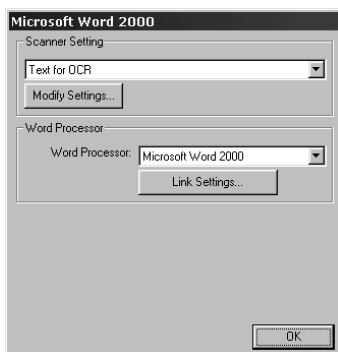 Microsoft Word 2000
Scanner Setting
Text for OCR
Modify Settings...
Word Processor
Word Processor: Microsoft Word 2000
Link Settings...
OK